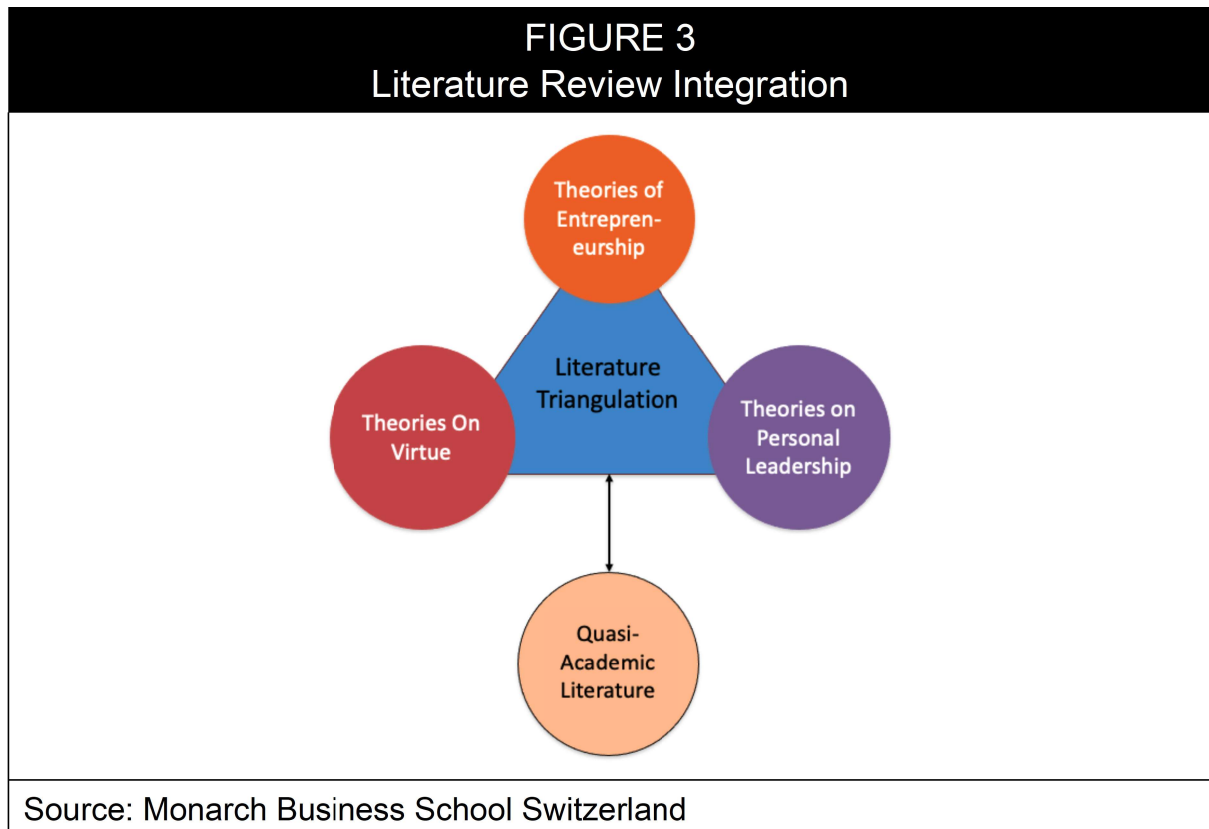 FIGURE 3
Literature Review Integration
Theories of
Entrepren-
eurship
Literature
Triangulation
Theories On
Virtue
Theories on
Personal
Leadership
Quasi-
Academic
Literature
Source: Monarch Business School Switzerland